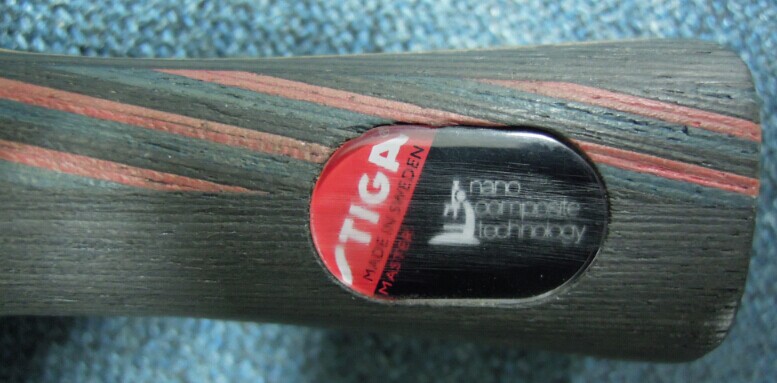 STIGA
MADE IN SWEDEN
MASTER
nano
composite
technology